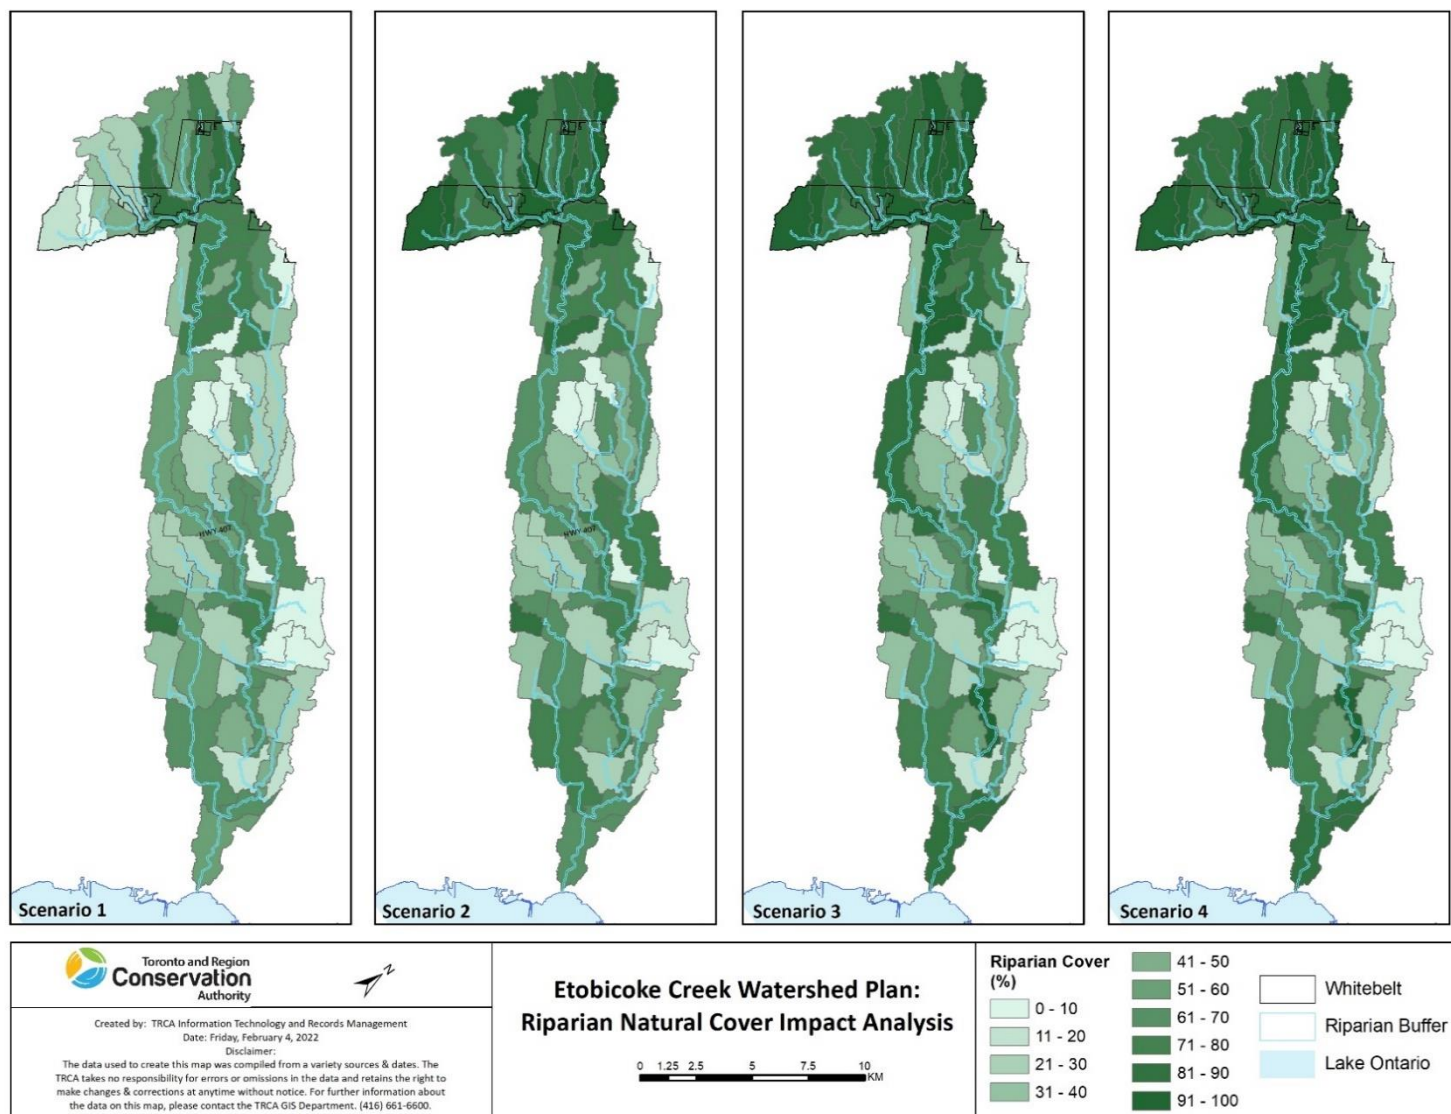 HWY 407
HWY 407
Scenario 1
Scenario 2
Scenario 3
Scenario 4
Toronto and Region
Conservation
Authority
Z
Created by: TRCA Information Technology and Records Management
Date: Friday, February 4, 2022
Disclaimer:
The data used to create this map was compiled from a variety sources & dates. The
TRCA takes no responsibility for errors or omissions in the data and retains the right to
make changes & corrections at anytime without notice. For further information about
the data on this map, please contact the TRCA GIS Department. (416) 661-6600.
Etobicoke Creek Watershed Plan:
Riparian Natural Cover Impact Analysis
0 1.25 2.5 5 7.5 10
KM
Riparian Cover
(%)
0 - 10
11 - 20
21 - 30
31 - 40
41 - 50
51 - 60
61 - 70
71 - 80
81 - 90
91 - 100
Whitebelt
Riparian Buffer
Lake Ontario